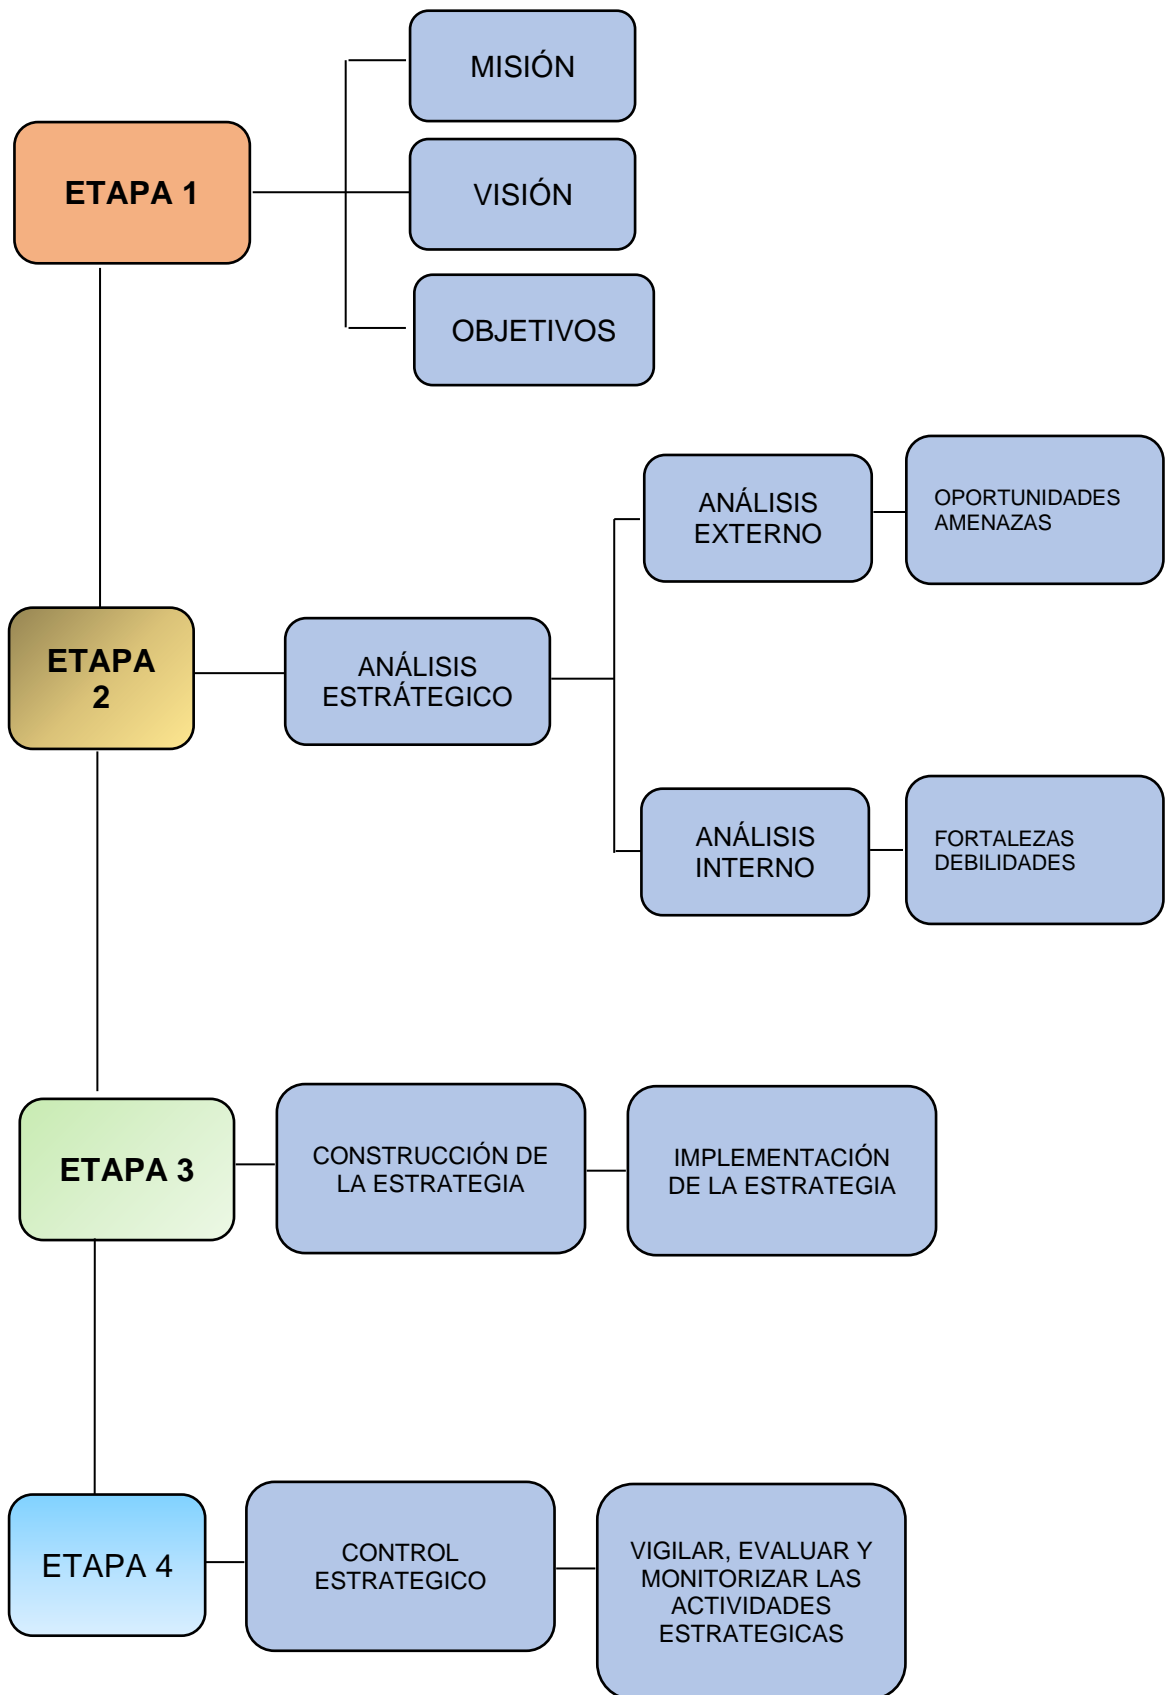 MISIÓN
ETAPA 1
VISIÓN
OBJETIVOS
ANÁLISIS
EXTERNO
OPORTUNIDADES
AMENAZAS
ETAPA
2
ANÁLISIS
ESTRÁTEGICO
ANÁLISIS
INTERNO
FORTALEZAS
DEBILIDADES
ETAPA 3
CONSTRUCCIÓN DE
LA ESTRATEGIA
IMPLEMENTACIÓN
DE LA ESTRATEGIA
ETAPA 4
CONTROL
ESTRATEGICO
VIGILAR, EVALUAR Y
MONITORIZAR LAS
ACTIVIDADES
ESTRATEGICAS